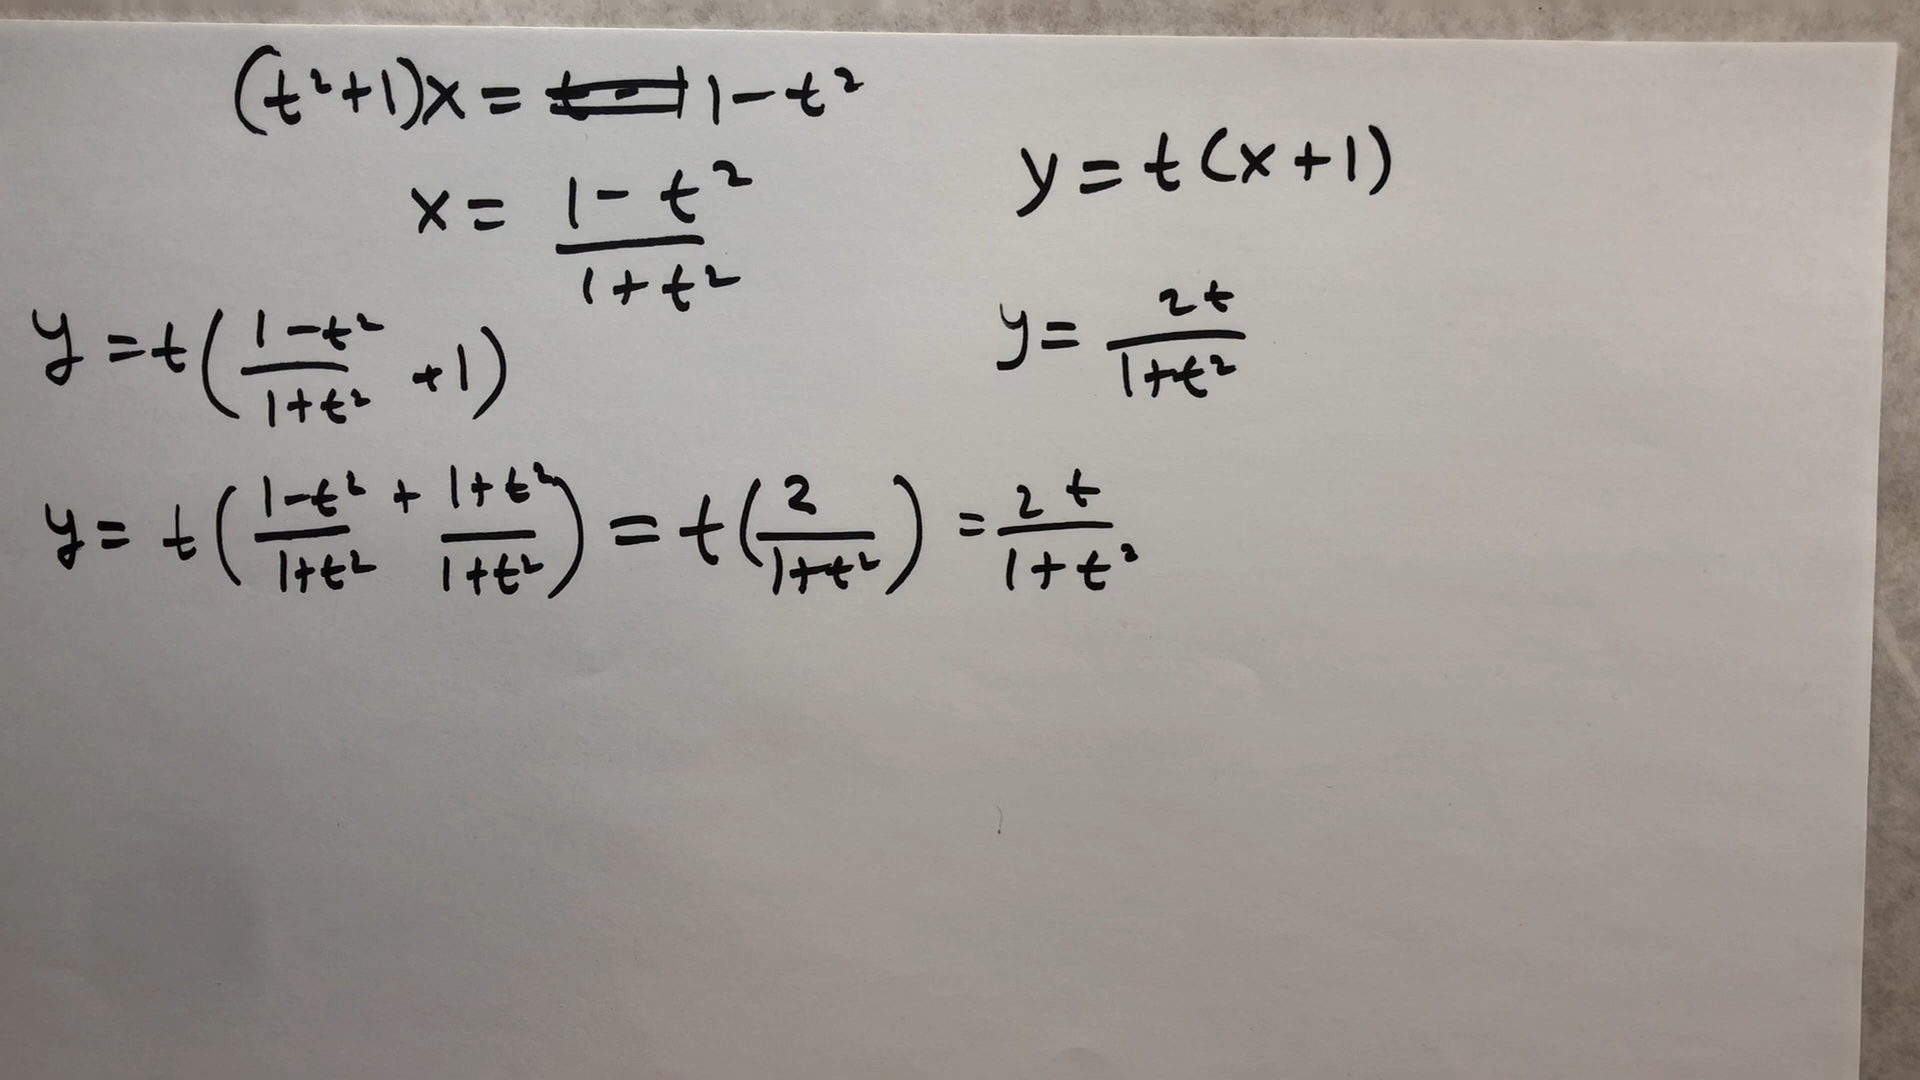 (t²+1)x = 1-t²
x = (1-t²)/(1+t²)
y = t(x+1)
y = t((1-t²)/(1+t²) +1)
y = 2t/(1+t²)
y = t((1-t²)/(1+t²) + (1+t²)/(1+t²)) = t(2/(1+t²)) = 2t/(1+t²)